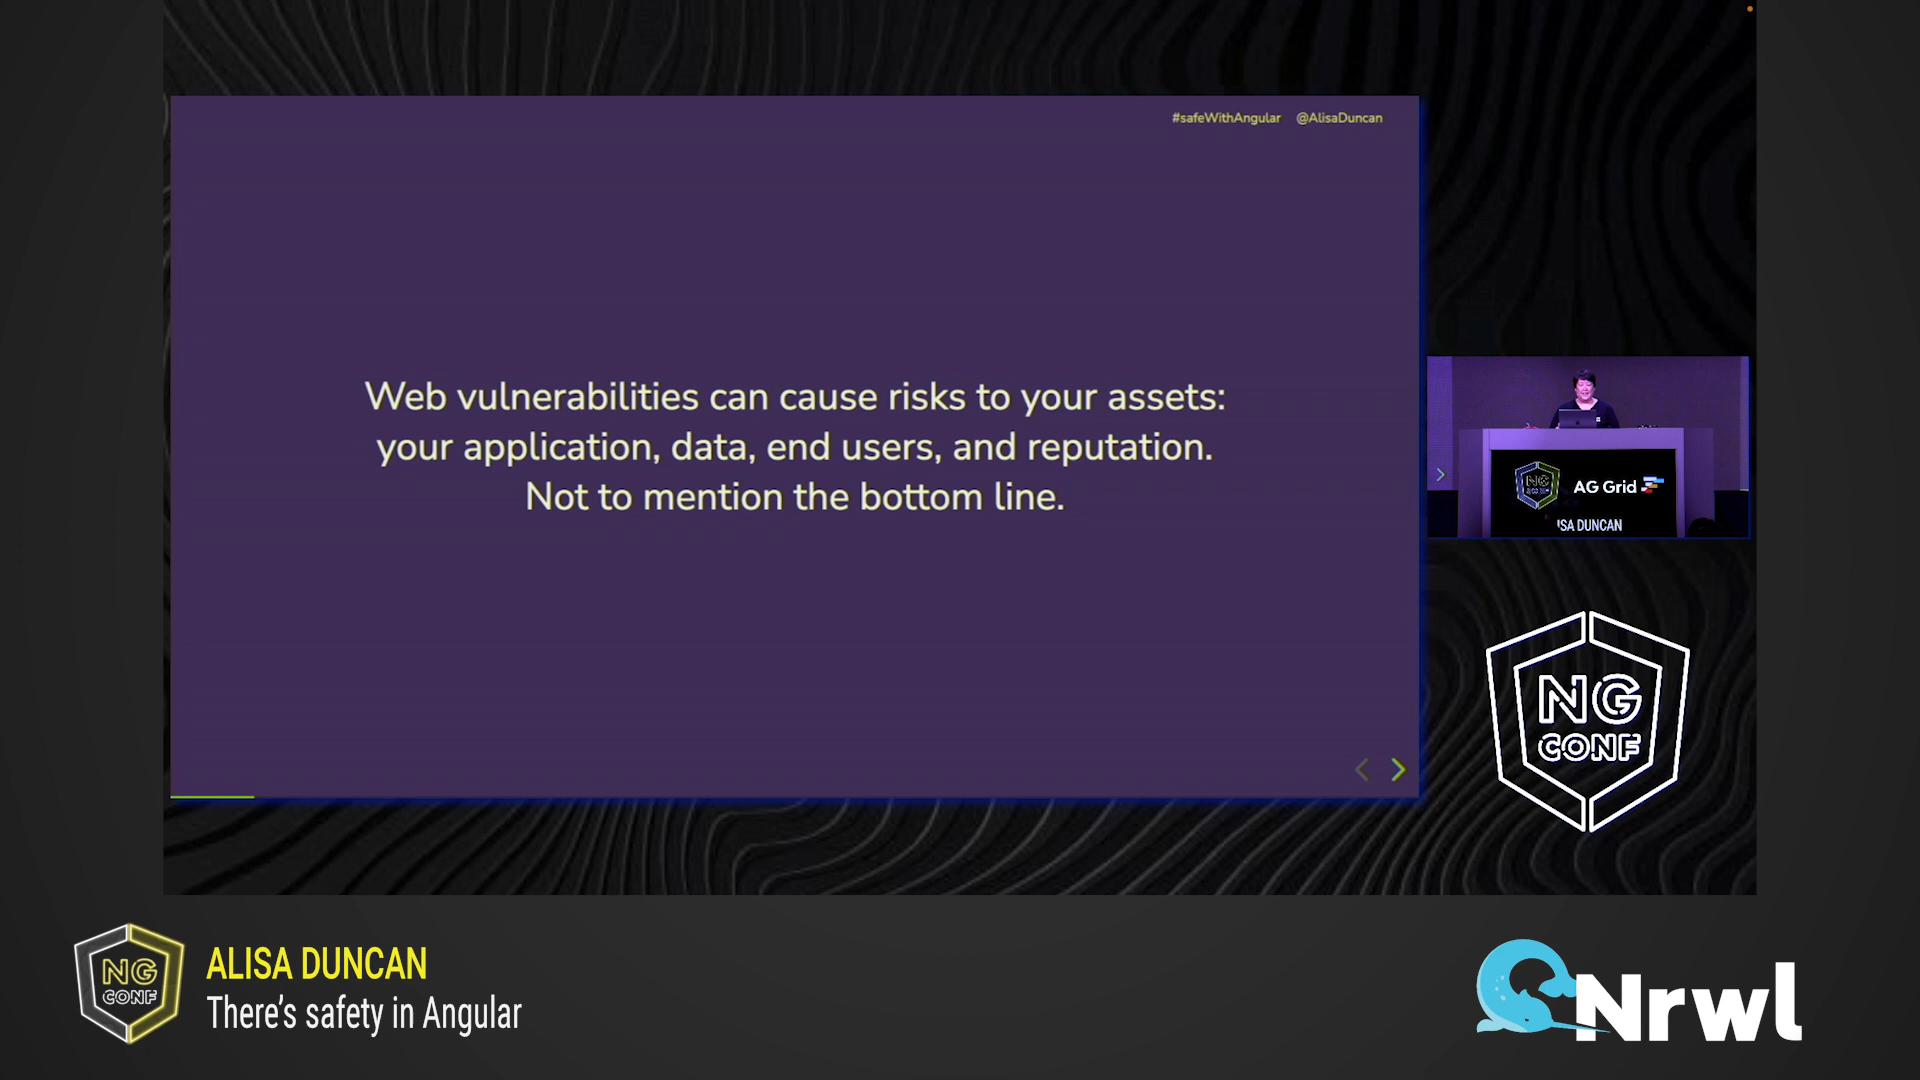 #safeWithAngular @AlisaDuncan
Web vulnerabilities can cause risks to your assets:
your application, data, end users, and reputation.
Not to mention the bottom line.
NG
CONF
AG Grid
ISA DUNCAN
NG
CONF
NG
CONF
ALISA DUNCAN
There's safety in Angular
Nrwl